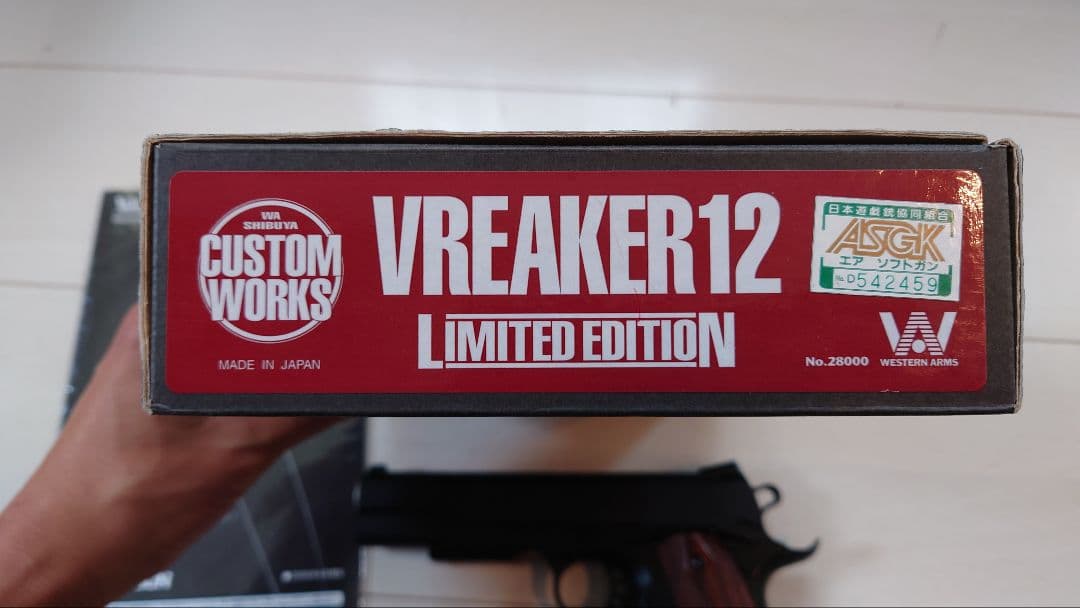 WA
SHIBUYA
CUSTOM
WORKS
MADE IN JAPAN
VREAKER12
LIMITED EDITION
日本遊戯銃協同組合
ASGK
エア ソフトガン
No.D542459
No.28000
WESTERN ARMS